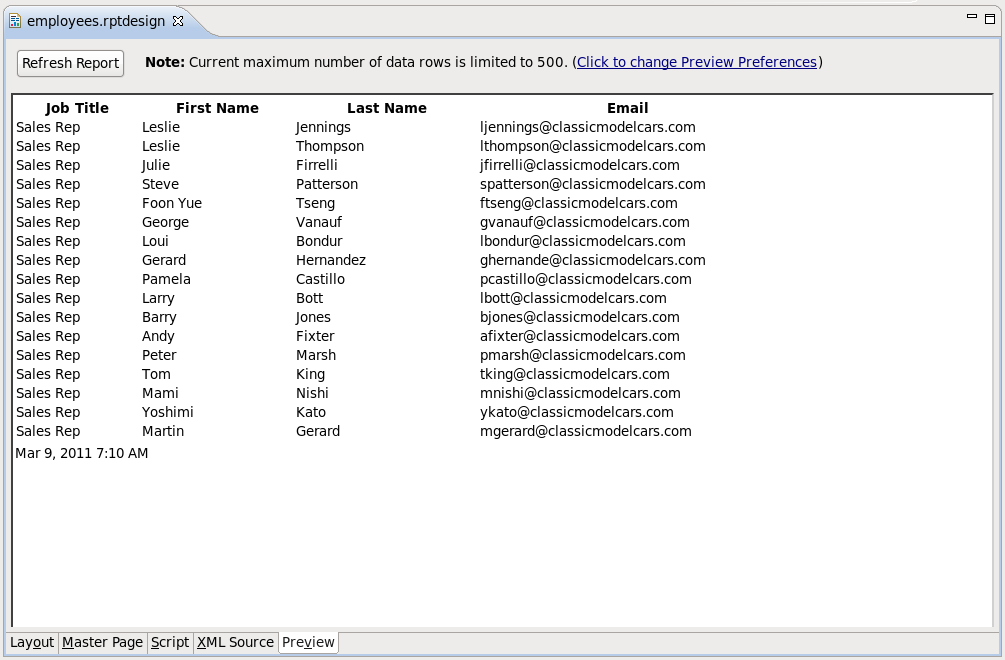 employees.rptdesign
Refresh Report Note: Current maximum number of data rows is limited to 500. (Click to change Preview Preferences)
Job Title First Name Last Name Email
Sales Rep Leslie Jennings ljennings@classicmodelcars.com
Sales Rep Leslie Thompson lthompson@classicmodelcars.com
Sales Rep Julie Firrelli jfirrelli@classicmodelcars.com
Sales Rep Steve Patterson spatterson@classicmodelcars.com
Sales Rep Foon Yue Tseng ftseng@classicmodelcars.com
Sales Rep George Vanauf gvanauf@classicmodelcars.com
Sales Rep Loui Bondur lbondur@classicmodelcars.com
Sales Rep Gerard Hernandez ghernande@classicmodelcars.com
Sales Rep Pamela Castillo pcastillo@classicmodelcars.com
Sales Rep Larry Bott lbott@classicmodelcars.com
Sales Rep Barry Jones bjones@classicmodelcars.com
Sales Rep Andy Fixter afixter@classicmodelcars.com
Sales Rep Peter Marsh pmarsh@classicmodelcars.com
Sales Rep Tom King tking@classicmodelcars.com
Sales Rep Mami Nishi mnishi@classicmodelcars.com
Sales Rep Yoshimi Kato ykato@classicmodelcars.com
Sales Rep Martin Gerard mgerard@classicmodelcars.com
Mar 9, 2011 7:10 AM
Layout Master Page Script XML Source Preview